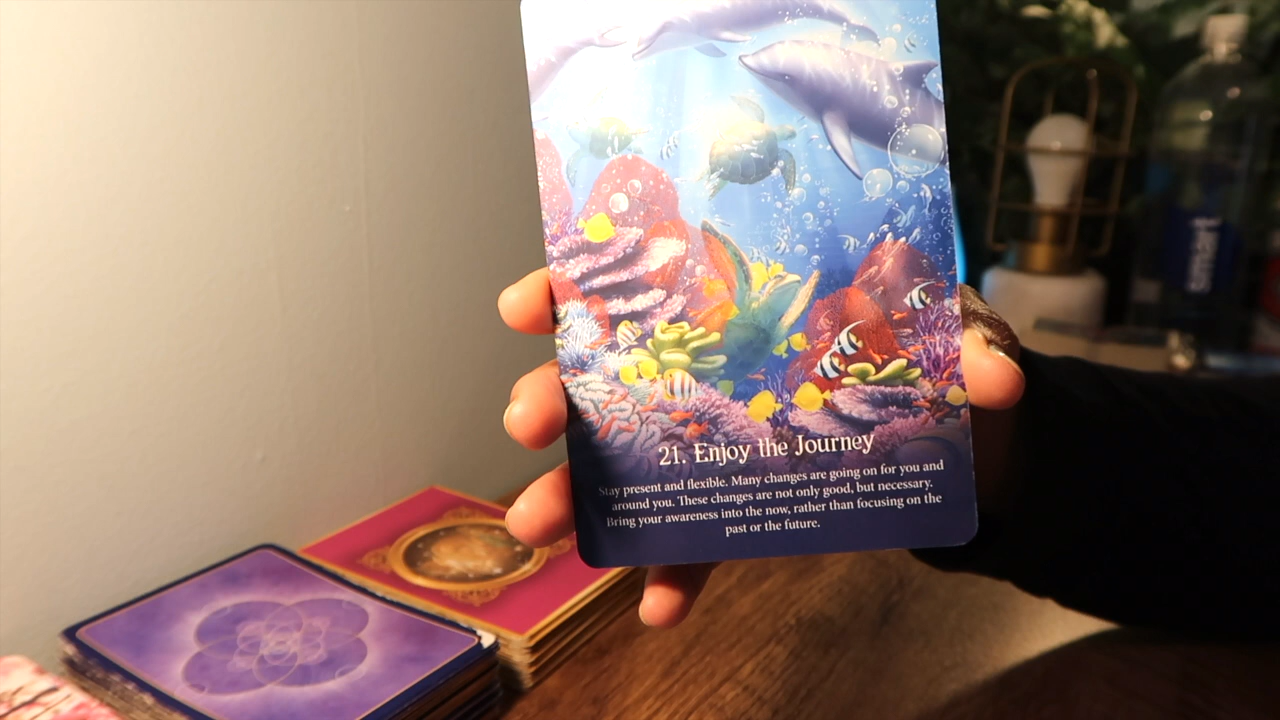 21. Enjoy the Journey
Stay present and flexible. Many changes are going on for you and
around you. These changes are not only good, but necessary.
Bring your awareness into the now, rather than focusing on the
past or the future.
smart